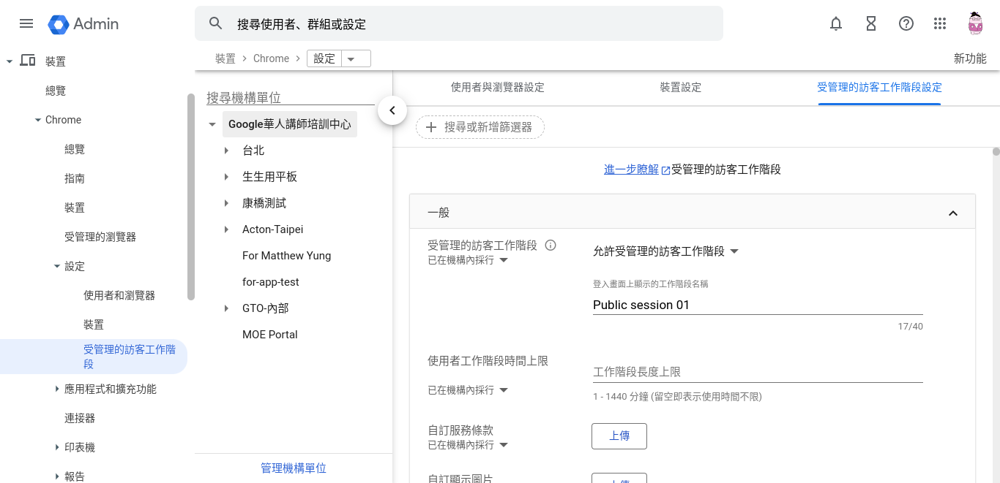 Admin
搜尋使用者、群組或設定
裝置
總覽
Chrome
總覽
指南
裝置
受管理的瀏覽器
設定
使用者和瀏覽器
裝置
受管理的訪客工作階
段
應用程式和擴充功能
連接器
印表機
報告
裝置 > Chrome > 設定
新功能
搜尋機構單位
Google華人講師培訓中心
台北
生生用平板
康橋測試
Acton-Taipei
For Matthew Yung
for-app-test
GTO-內部
MOE Portal
管理機構單位
使用者與瀏覽器設定
裝置設定
受管理的訪客工作階段設定
搜尋或新增篩選器
進一步瞭解受管理的訪客工作階段
一般
受管理的訪客工作階段
已在機構內採行
允許受管理的訪客工作階段
登入畫面上顯示的工作階段名稱
Public session 01
17/40
使用者工作階段時間上限
已在機構內採行
工作階段長度上限
1 - 1440 分鐘 (留空即表示使用時間不限)
自訂服務條款
已在機構內採行
上傳
自訂顯示圖片
上傳